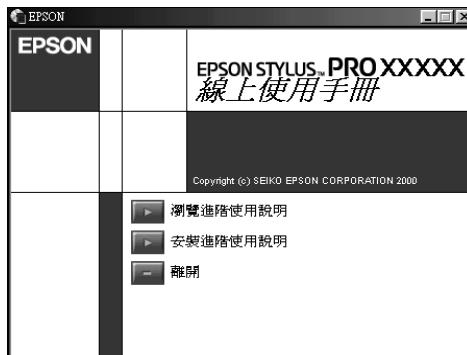 EPSON
EPSON
EPSON STYLUS™ PRO XXXXX
線上使用手冊
Copyright (c) SEIKO EPSON CORPORATION 2000
瀏覽進階使用說明
安裝進階使用說明
離開